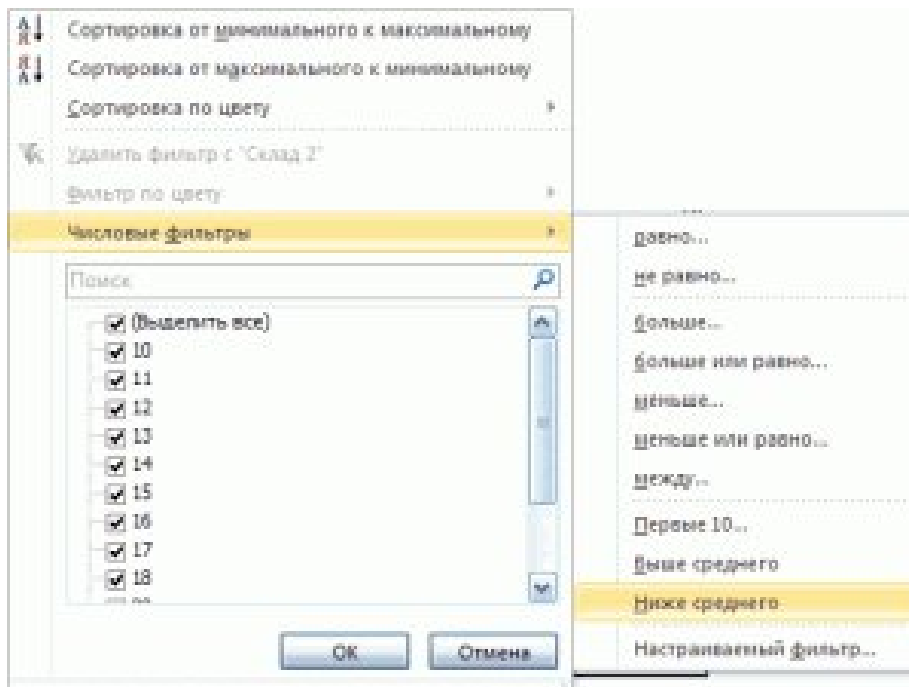 Сортировка от минимального к максимальному
Сортировка от максимального к минимальному
Сортировка по цвету
Удалить фильтр с "Склад 2"
Фильтр по цвету
Числовые фильтры
Поиск
(Выделить все)
10
11
12
13
14
15
16
17
18
ОК
Отмена
равно...
не равно...
больше...
больше или равно...
меньше...
меньше или равно...
между...
Первые 10...
Выше среднего
Ниже среднего
Настраиваемый фильтр...